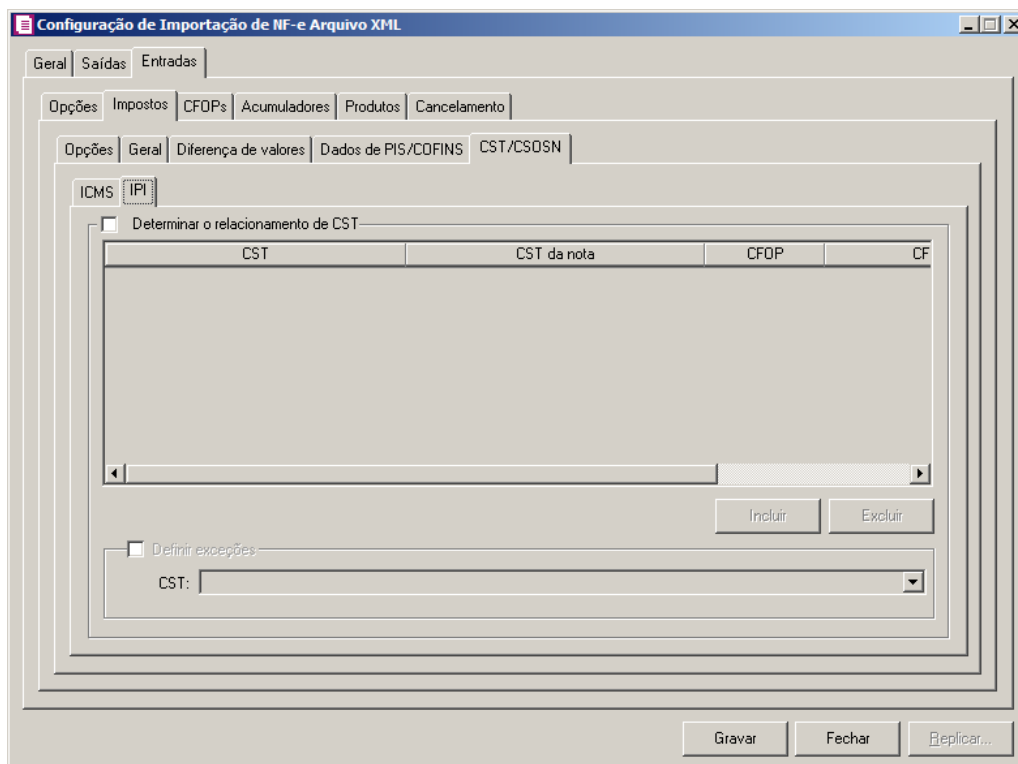 Configuração de Importação de NF-e Arquivo XML
Geral Saídas Entradas
Opções Impostos CFOPs Acumuladores Produtos Cancelamento
Opções Geral Diferença de valores Dados de PIS/COFINS CST/CSOSN
ICMS IPI
Determinar o relacionamento de CST
CST CST da nota CFOP CF
Incluir Excluir
Definir exceções
CST:
Gravar Fechar Replicar...